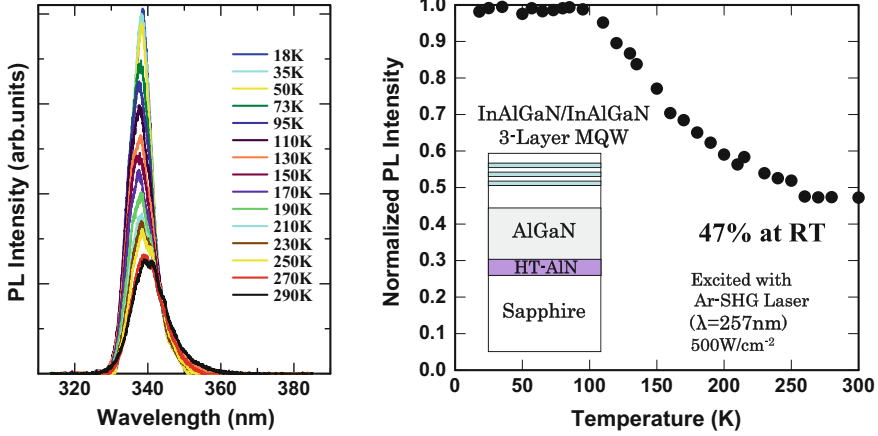 PL Intensity (arb.units)
18K
35K
50K
73K
95K
110K
130K
150K
170K
190K
210K
230K
250K
270K
290K
320
340
360
380
Wavelength (nm)
Normalized PL Intensity
1.0
0.9
0.8
0.7
0.6
0.5
0.4
0.3
0.2
0.1
0.0
InAlGaN/InAlGaN
3-Layer MQW
AlGaN
HT-AlN
Sapphire
47% at RT
Excited with
Ar-SHG Laser
(λ=257nm)
500W/cm⁻²
0
50
100
150
200
250
300
Temperature (K)